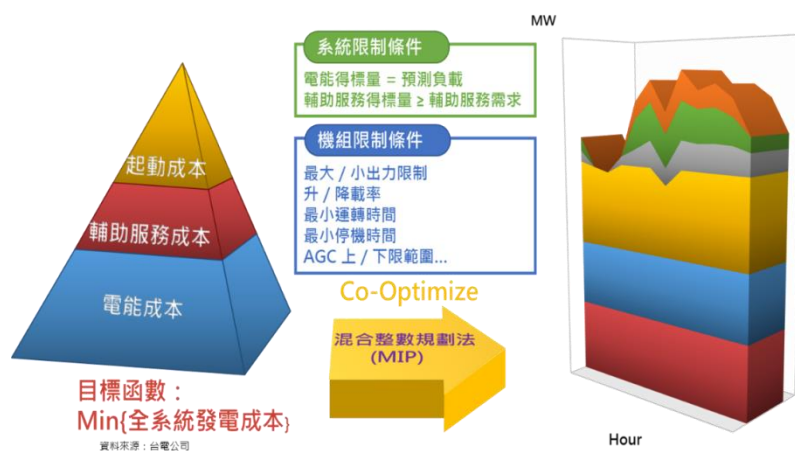 起動成本
輔助服務成本
電能成本
目標函數：
Min{全系統發電成本}
資料來源：台電公司
系統限制條件
電能得標量 = 預測負載
輔助服務得標量 ≥ 輔助服務需求
機組限制條件
最大 / 小出力限制
升 / 降載率
最小運轉時間
最小停機時間
AGC 上 / 下限範圍...
Co-Optimize
混合整數規劃法
(MIP)
MW
Hour